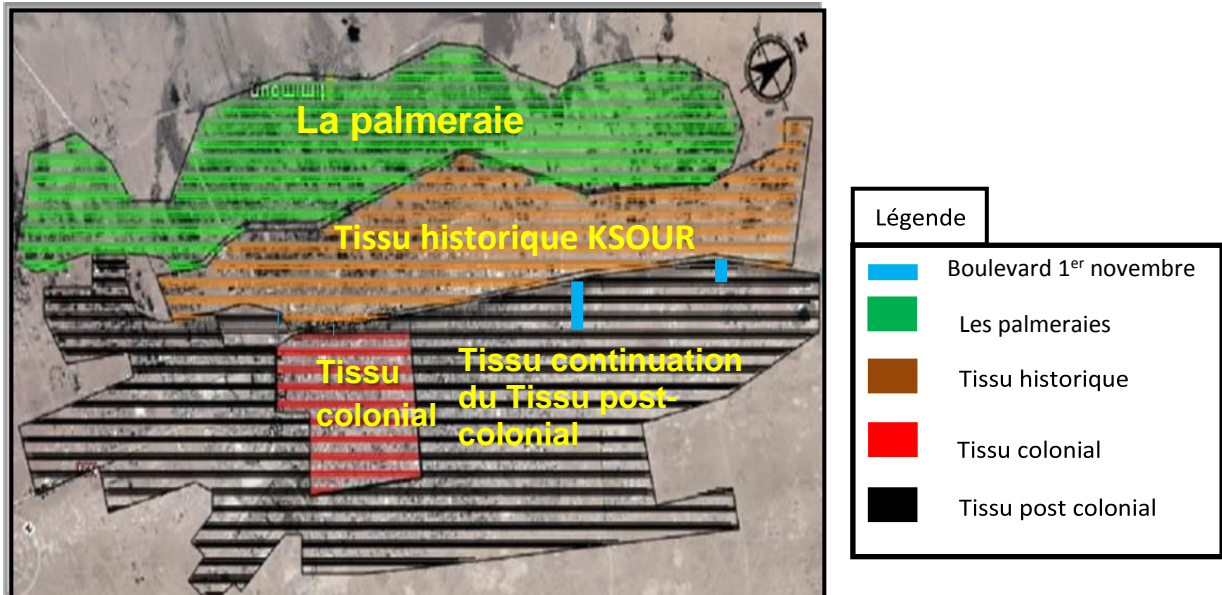 N
La palmeraie
Tissu historique KSOUR
Tissu
colonial
Tissu continuation
du Tissu post-
colonial
Légende
Boulevard 1er novembre
Les palmeraies
Tissu historique
Tissu colonial
Tissu post colonial